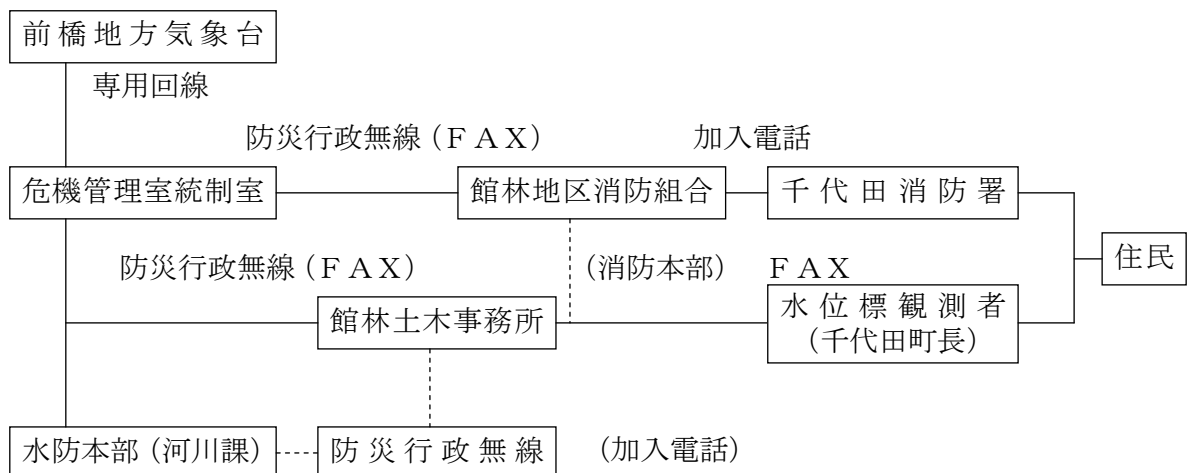 前橋地方気象台
専用回線
防災行政無線（ＦＡＸ） 加入電話
危機管理室統制室 館林地区消防組合 千代田消防署
防災行政無線（ＦＡＸ） （消防本部） ＦＡＸ
住民
館林土木事務所 水位標観測者
（千代田町長）
水防本部（河川課） 防災行政無線 （加入電話）